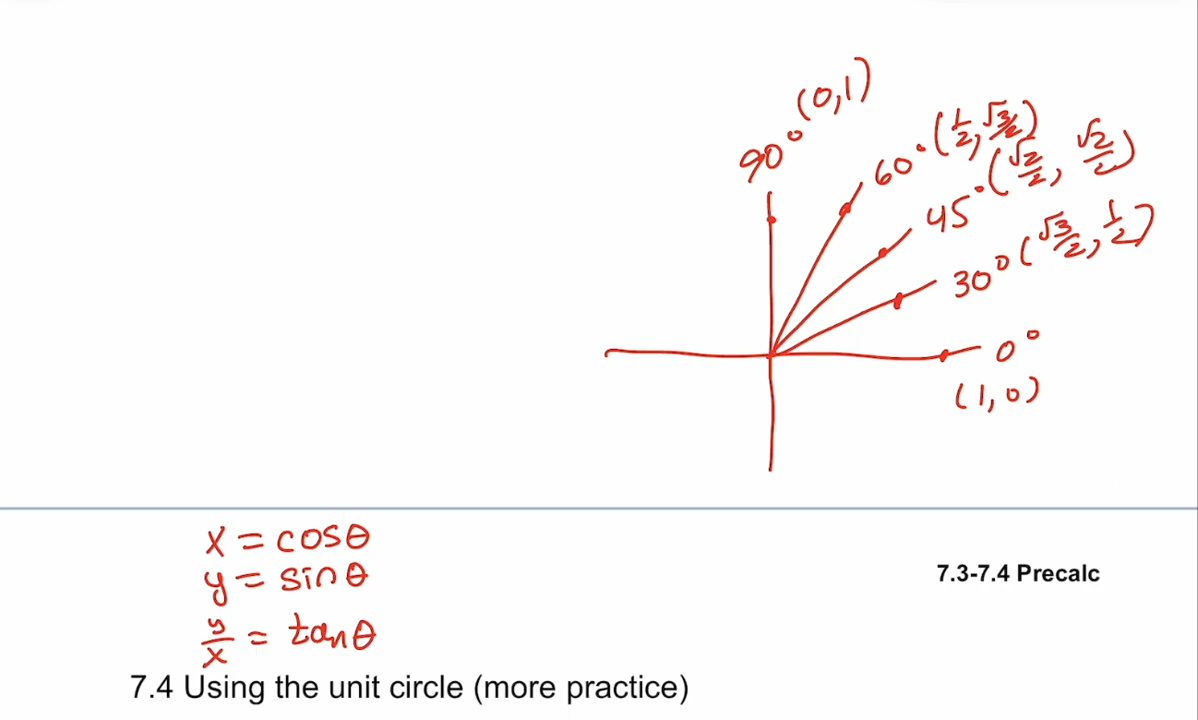 90° (0,1)
60° (1/2, √3/2)
45° (√2/2, √2/2)
30° (√3/2, 1/2)
0°
(1,0)
x = cosθ
y = sinθ
y/x = tanθ
7.3-7.4 Precalc
7.4 Using the unit circle (more practice)